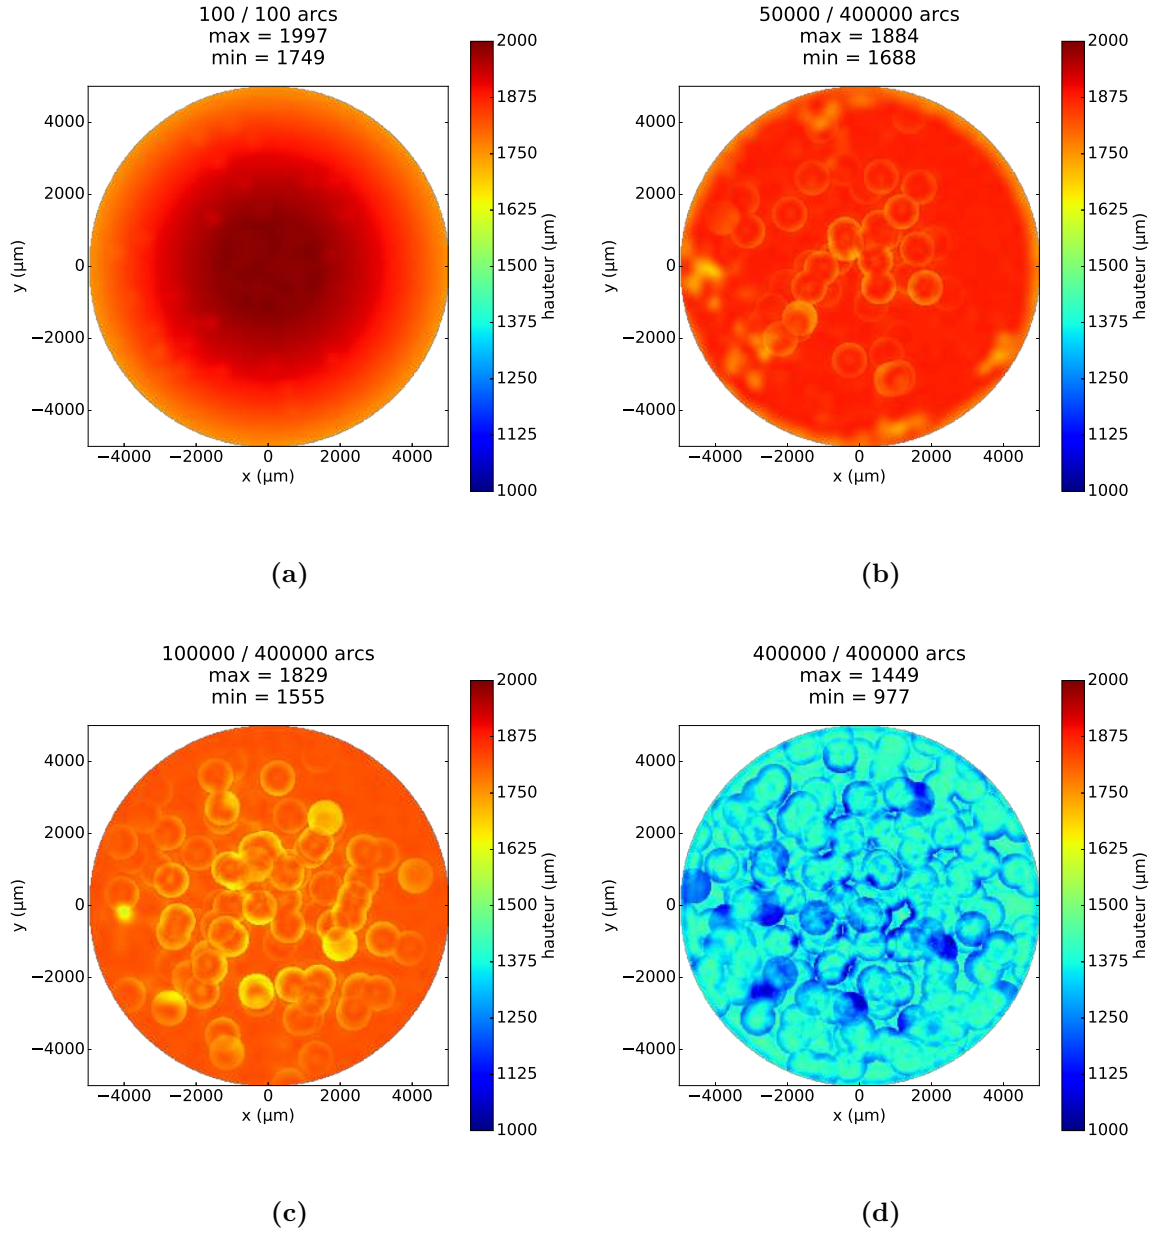 100 / 100 arcs
max = 1997
min = 1749
2000
1875
1750
1625
1500
1375
1250
1125
1000
hauteur (µm)
4000
2000
0
−2000
−4000
y (µm)
−4000 −2000 0 2000 4000
x (µm)
(a)
50000 / 400000 arcs
max = 1884
min = 1688
2000
1875
1750
1625
1500
1375
1250
1125
1000
hauteur (µm)
4000
2000
0
−2000
−4000
y (µm)
−4000 −2000 0 2000 4000
x (µm)
(b)
100000 / 400000 arcs
max = 1829
min = 1555
2000
1875
1750
1625
1500
1375
1250
1125
1000
hauteur (µm)
4000
2000
0
−2000
−4000
y (µm)
−4000 −2000 0 2000 4000
x (µm)
(c)
400000 / 400000 arcs
max = 1449
min = 977
2000
1875
1750
1625
1500
1375
1250
1125
1000
hauteur (µm)
4000
2000
0
−2000
−4000
y (µm)
−4000 −2000 0 2000 4000
x (µm)
(d)